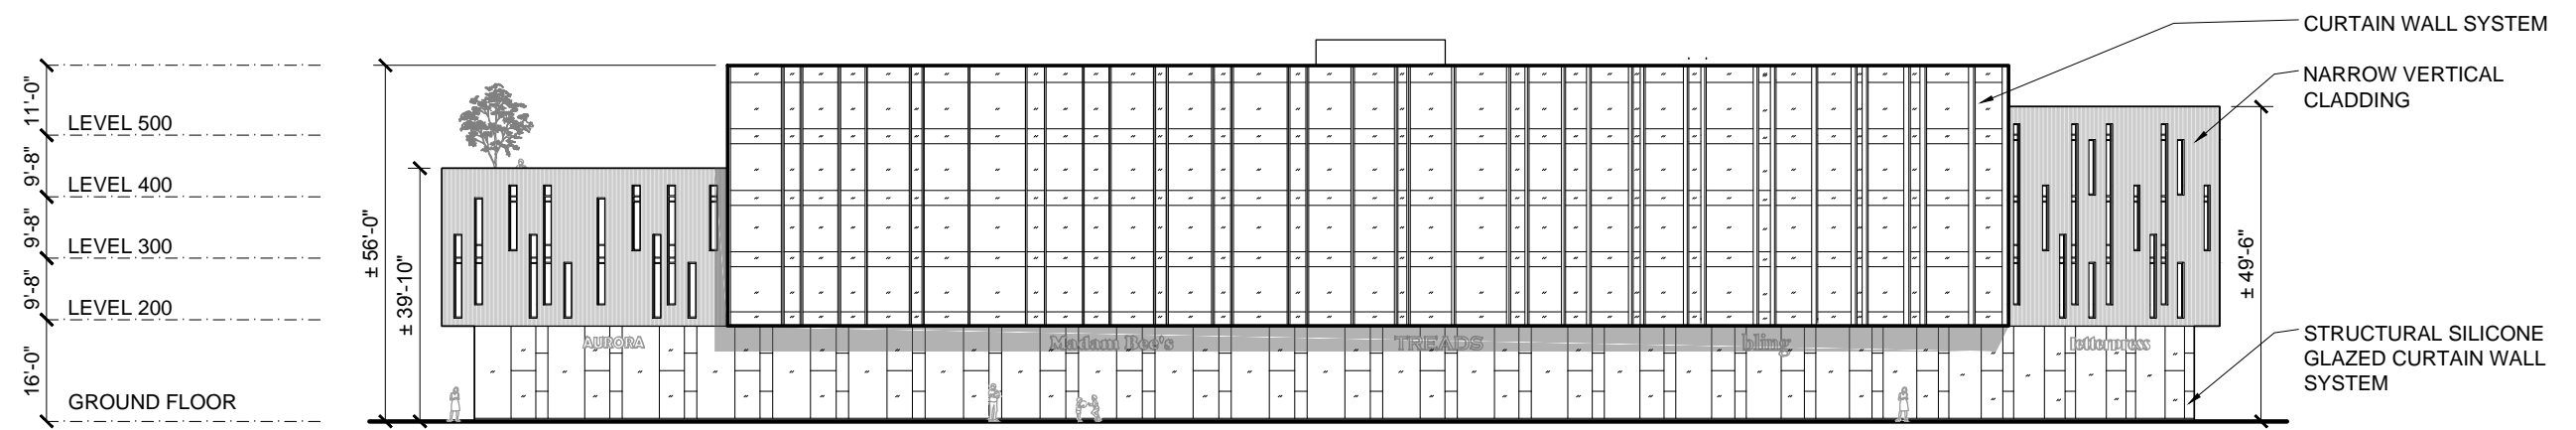 CURTAIN WALL SYSTEM
NARROW VERTICAL
CLADDING
11'-0"
LEVEL 500
9'-8"
LEVEL 400
9'-8"
LEVEL 300
9'-8"
LEVEL 200
16'-0"
GROUND FLOOR
± 56'-0"
± 39'-10"
± 49'-6"
AURORA
Madam Bee's
TREADS
bling
letterpress
STRUCTURAL SILICONE
GLAZED CURTAIN WALL
SYSTEM